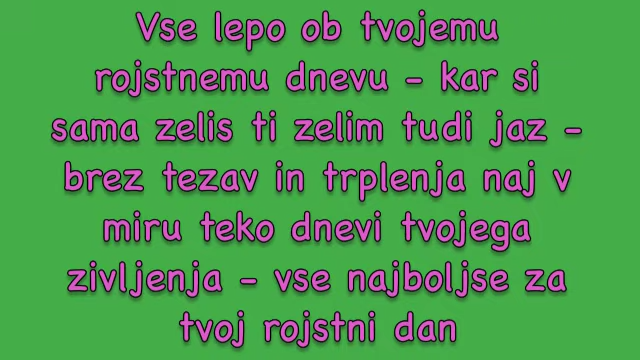 Vse lepo ob tvojemu
rojstnemu dnevu - kar si
sama zelis ti zelim tudi jaz -
brez tezav in trplenja naj v
miru teko dnevi tvojega
zivljenja - vse najboljse za
tvoj rojstni dan